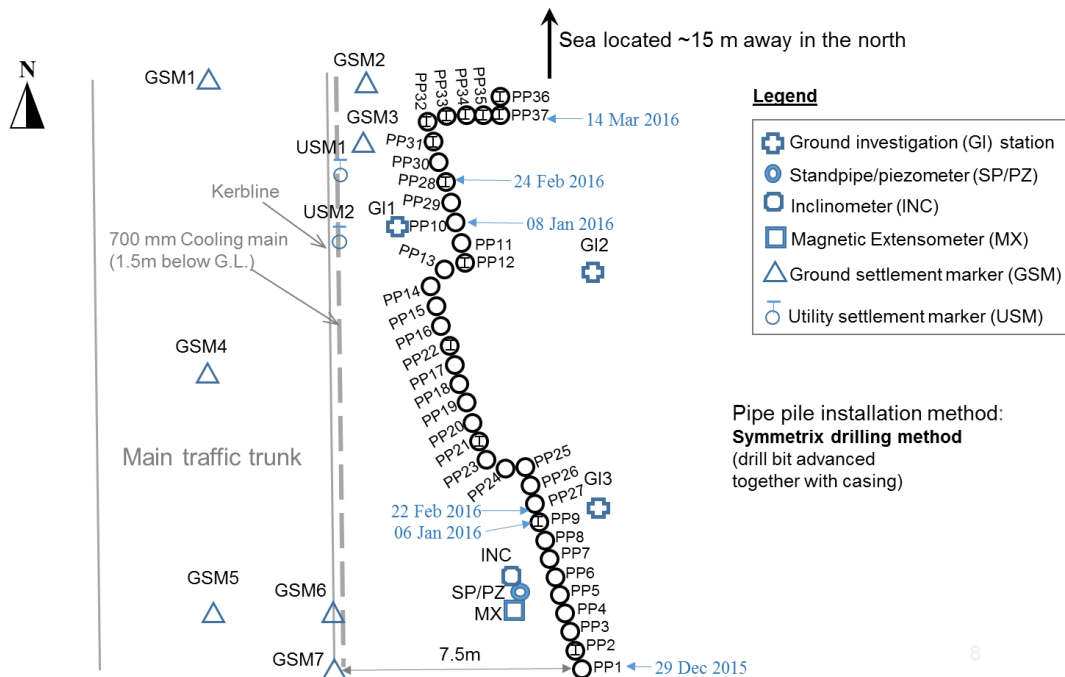 Sea located ~15 m away in the north
N
GSM1
GSM2
GSM3
USM1
USM2
Kerbline
700 mm Cooling main
(1.5m below G.L.)
GI1
GSM4
Main traffic trunk
GSM5
GSM6
GSM7
7.5m
PP32
PP33
PP34
PP35
PP36
PP37
14 Mar 2016
PP31
PP30
PP28
24 Feb 2016
PP29
PP10
08 Jan 2016
PP11
PP12
GI2
PP13
PP14
PP15
PP16
PP22
PP17
PP18
PP19
PP20
PP21
PP23
PP24
PP25
PP26
PP27
GI3
22 Feb 2016
06 Jan 2016
PP9
PP8
PP7
PP6
PP5
PP4
PP3
PP2
PP1
29 Dec 2015
INC
SP/PZ
MX
Legend
Ground investigation (GI) station
Standpipe/piezometer (SP/PZ)
Inclinometer (INC)
Magnetic Extensometer (MX)
Ground settlement marker (GSM)
Utility settlement marker (USM)
Pipe pile installation method:
Symmetrix drilling method
(drill bit advanced
together with casing)
8